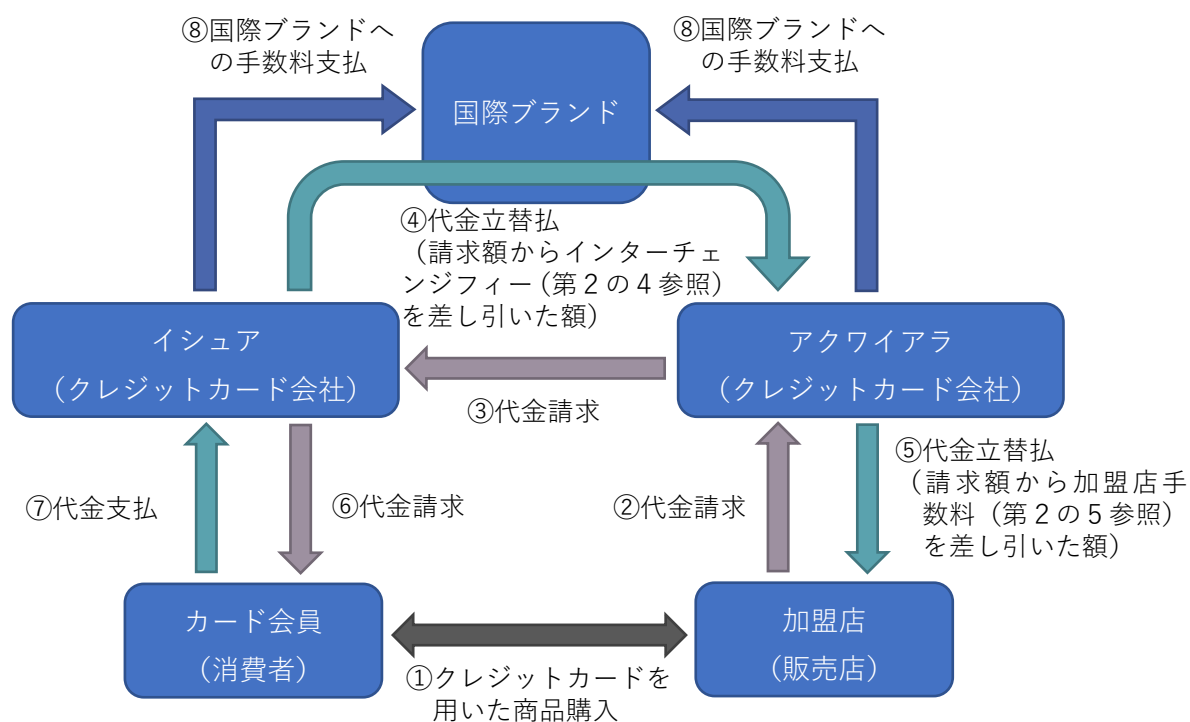 ⑧国際ブランドへ
の手数料支払
国際ブランド
⑧国際ブランドへ
の手数料支払
④代金立替払
(請求額からインターチェ
ンジフィー(第2の4参照)
を差し引いた額)
イシュア
(クレジットカード会社)
アクワイアラ
(クレジットカード会社)
③代金請求
⑦代金支払
⑥代金請求
②代金請求
⑤代金立替払
(請求額から加盟店手
数料(第2の5参照)
を差し引いた額)
カード会員
(消費者)
加盟店
(販売店)
①クレジットカードを
用いた商品購入